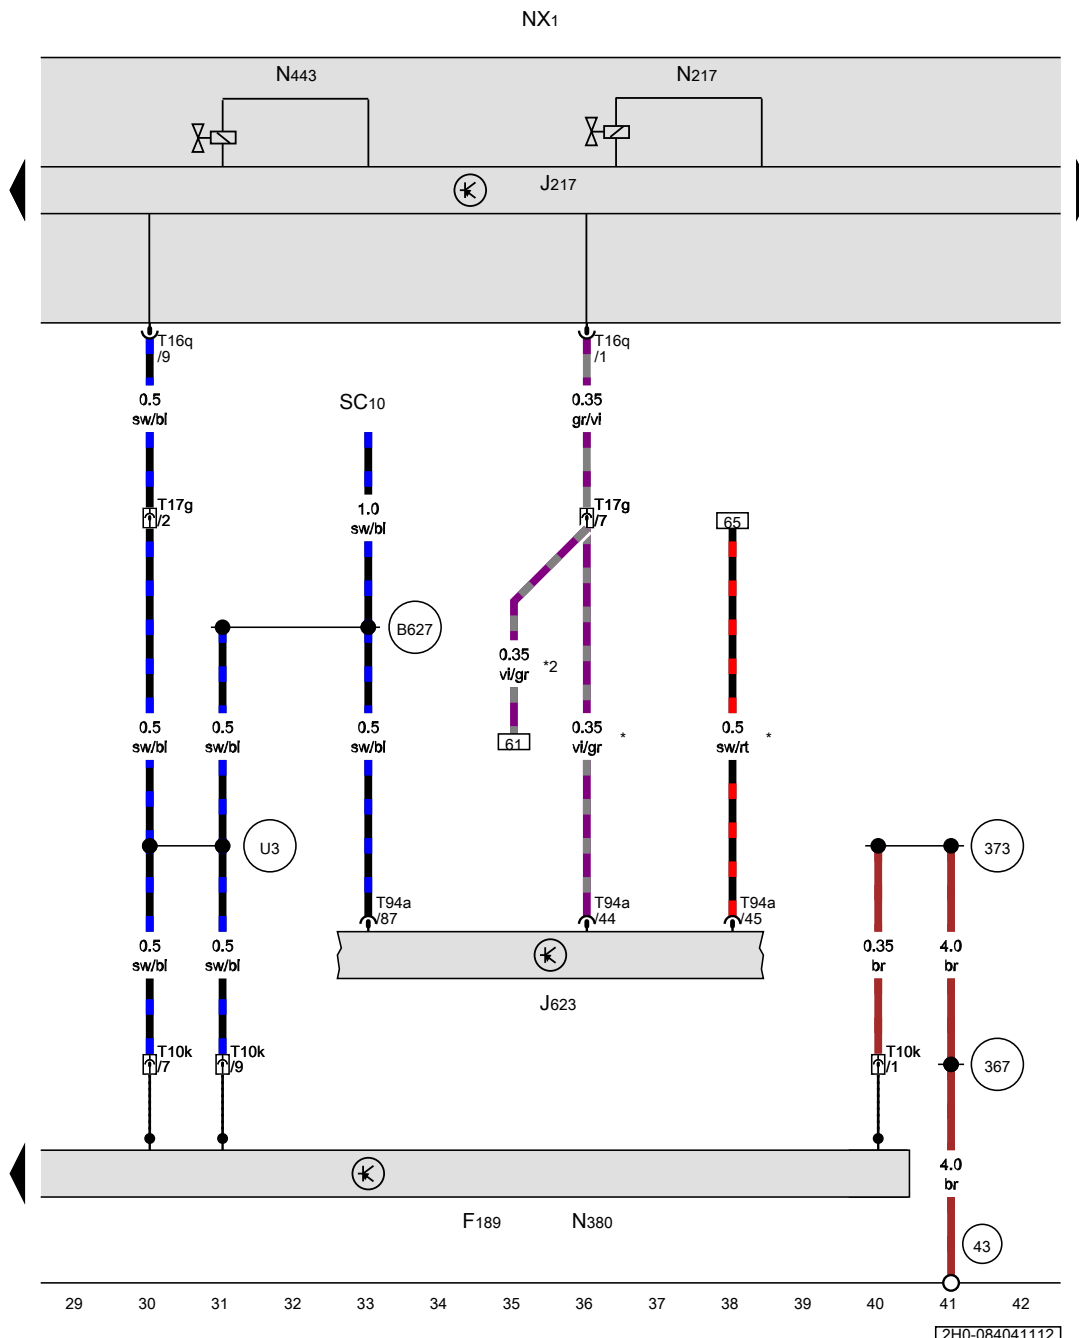 NX1
N443
N217
J217
T16q
/9
T16q
/1
0.5
sw/bl
SC10
0.35
gr/vi
T17g
/2
1.0
sw/bl
T17g
/7
65
B627
0.35
vi/gr
*2
0.5
sw/bl
0.5
sw/bl
0.5
sw/bl
61
0.35
vi/gr
*
0.5
sw/rt
*
U3
373
T94a
/87
T94a
/44
T94a
/45
0.5
sw/bl
0.5
sw/bl
0.35
br
4.0
br
J623
T10k
/7
T10k
/9
T10k
/1
367
4.0
br
F189
N380
43
29 30 31 32 33 34 35 36 37 38 39 40 41 42
2H0-084041112